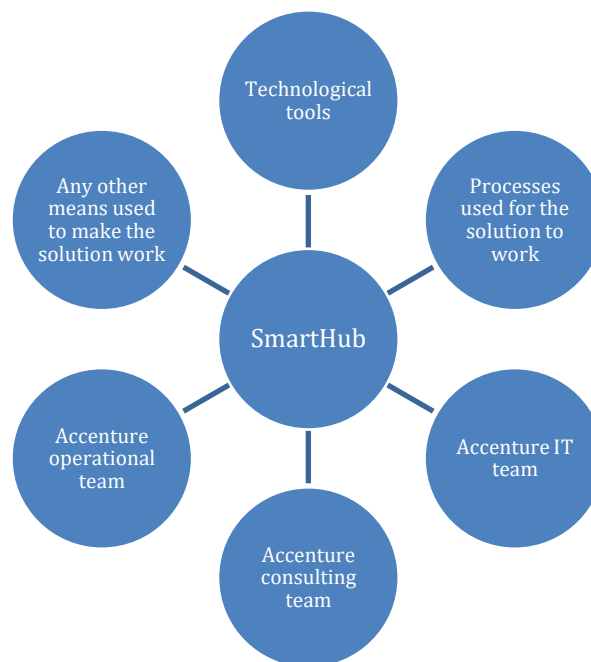 Technological
tools
Any other
means used
to make the
solution work
Processes
used for the
solution to
work
SmartHub
Accenture
operational
team
Accenture IT
team
Accenture
consulting
team